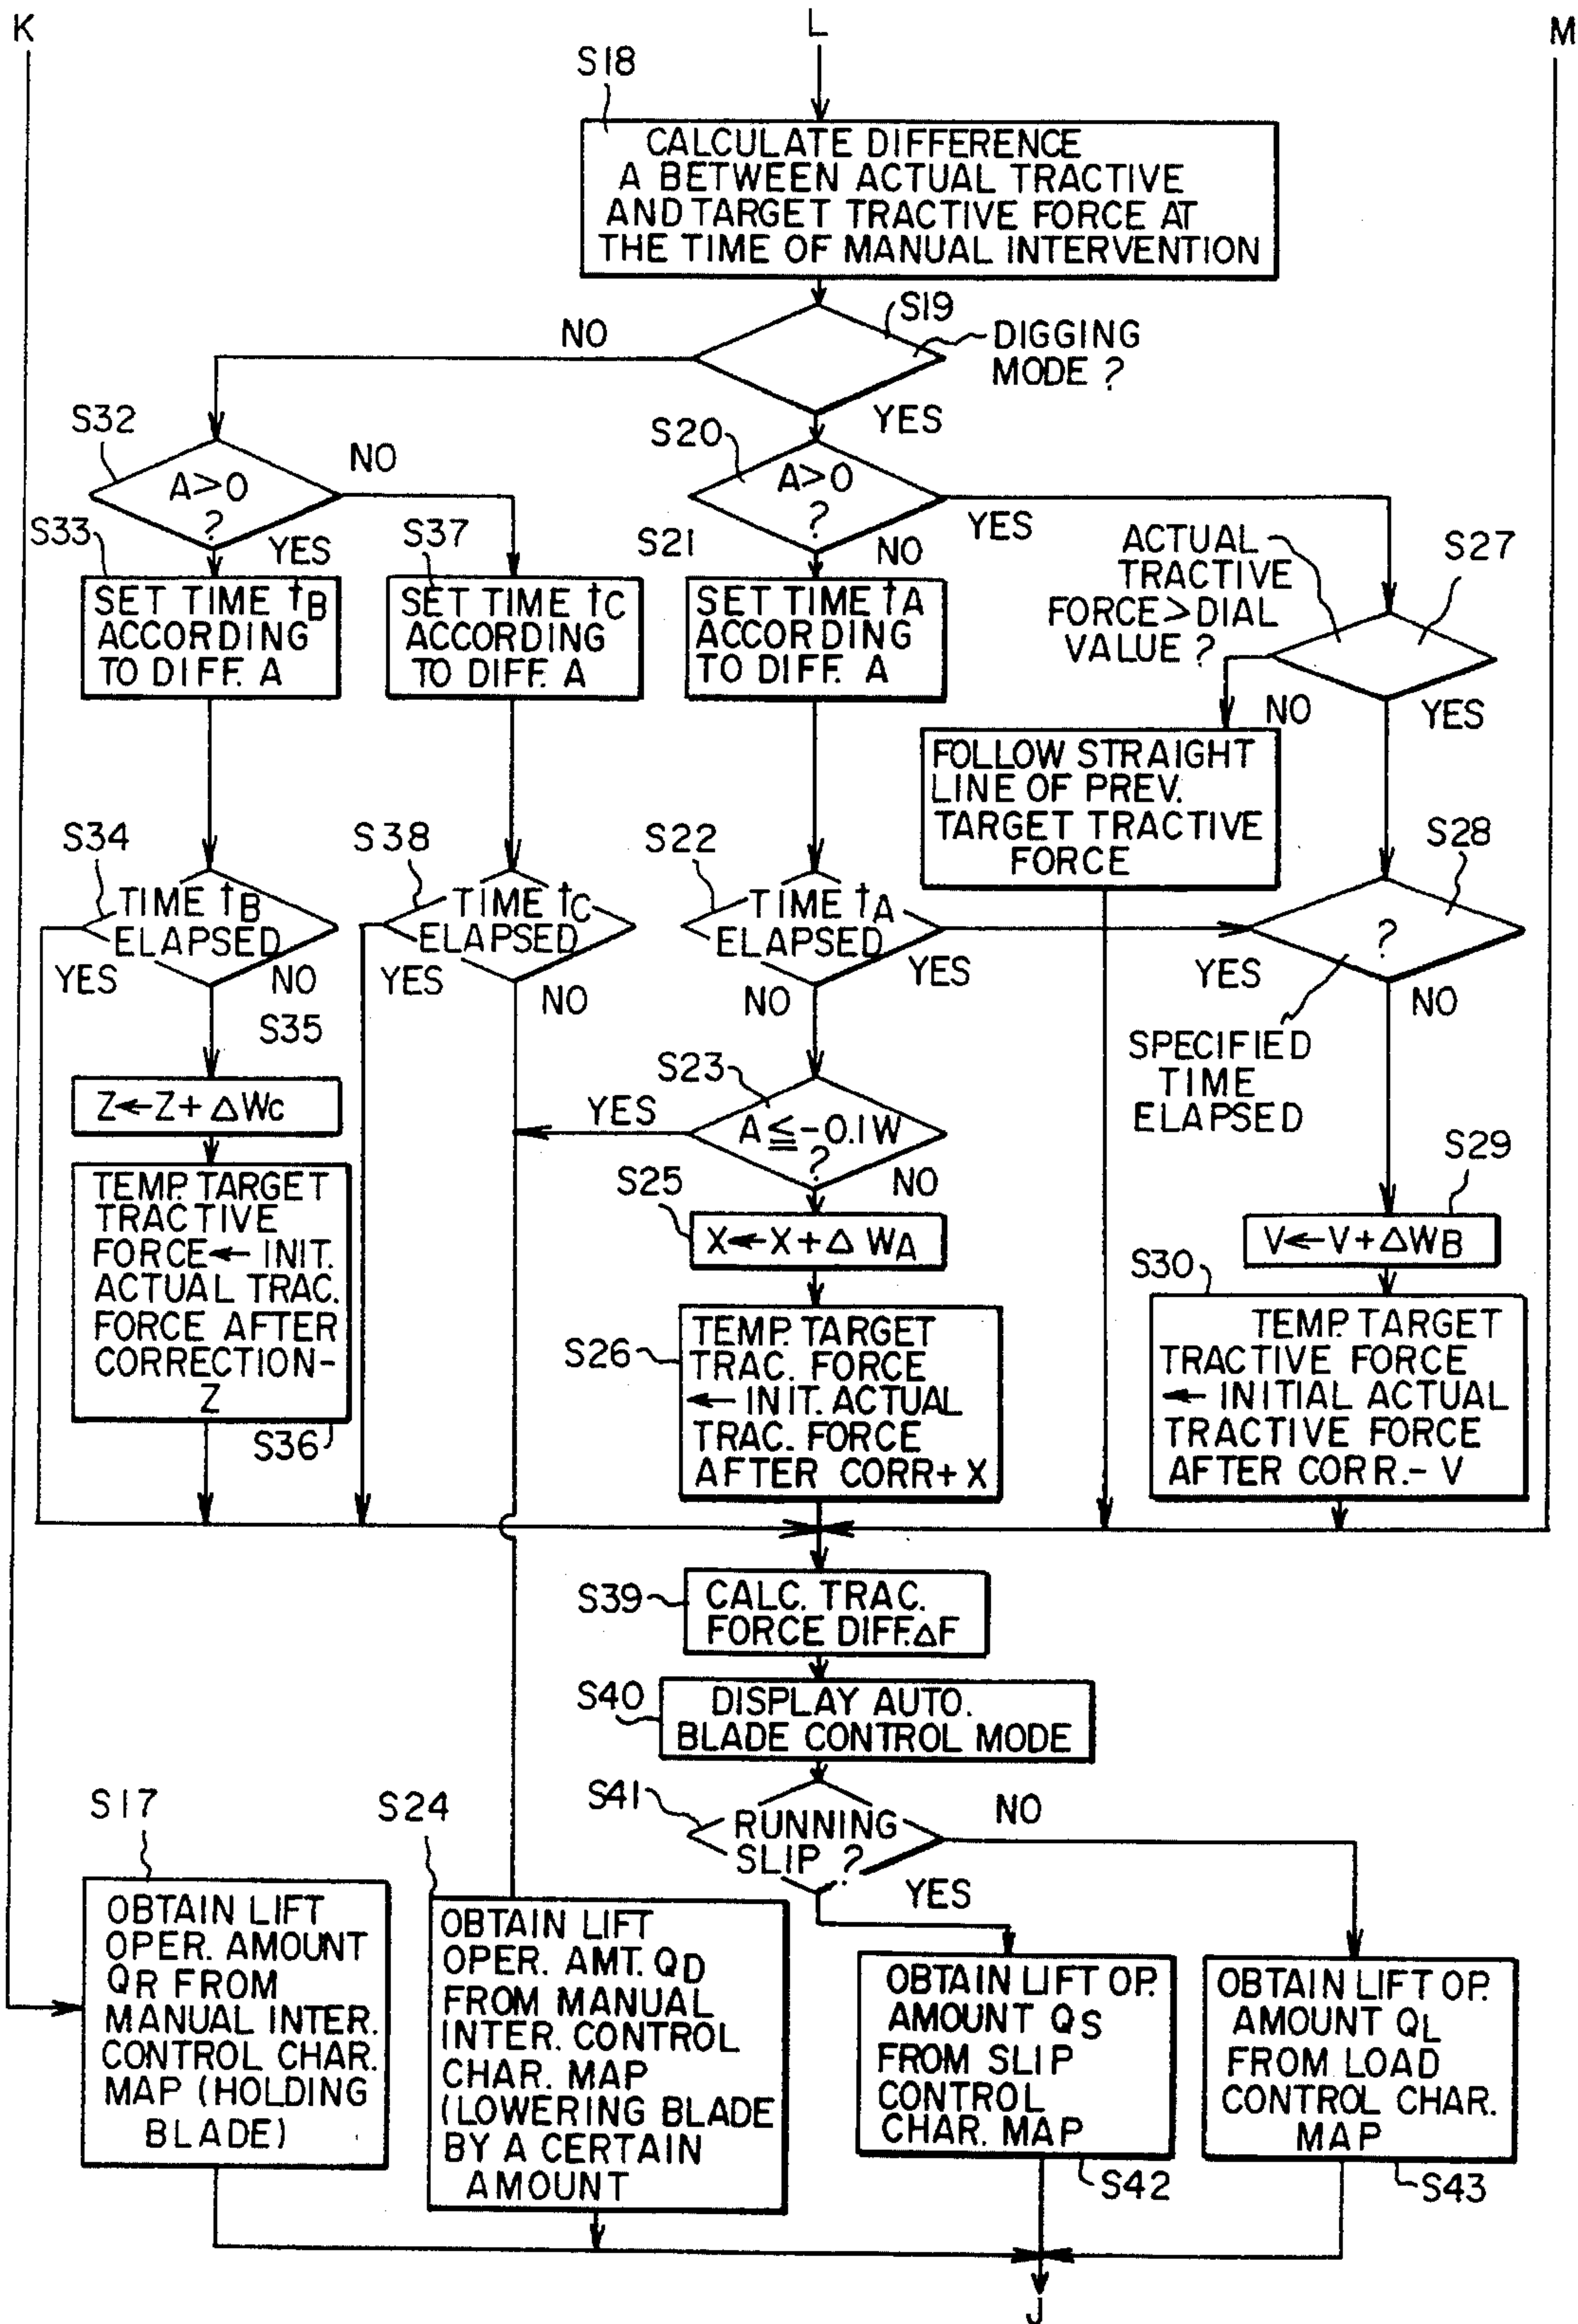 K
L
M
S18
CALCULATE DIFFERENCE
A BETWEEN ACTUAL TRACTIVE
AND TARGET TRACTIVE FORCE AT
THE TIME OF MANUAL INTERVENTION
S19
NO
DIGGING
MODE ?
YES
S32
A>0
?
NO
YES
S20
A>0
?
YES
NO
S33
SET TIME tB
ACCORDING
TO DIFF. A
S37
SET TIME tC
ACCORDING
TO DIFF. A
S21
SET TIME tA
ACCORDING
TO DIFF. A
ACTUAL
TRACTIVE
FORCE>DIAL
VALUE ?
S27
NO
YES
FOLLOW STRAIGHT
LINE OF PREV.
TARGET TRACTIVE
FORCE
S34
TIME tB
ELAPSED
YES
NO
S38
TIME tC
ELAPSED
YES
NO
S22
TIME tA
ELAPSED
NO
YES
S28
?
YES
NO
SPECIFIED
TIME
ELAPSED
S35
Z←Z+ΔWc
S23
YES
A≦-0.1W
?
NO
S25
X←X+ΔWA
S29
V←V+ΔWB
TEMP. TARGET
TRACTIVE
FORCE← INIT.
ACTUAL TRAC.
FORCE AFTER
CORRECTION-
Z
S36
S26
TEMP. TARGET
TRAC. FORCE
← INIT. ACTUAL
TRAC. FORCE
AFTER CORR+X
S30
TEMP. TARGET
TRACTIVE FORCE
← INITIAL ACTUAL
TRACTIVE FORCE
AFTER CORR.- V
S39
CALC. TRAC.
FORCE DIFF.ΔF
S40
DISPLAY AUTO.
BLADE CONTROL MODE
S41
RUNNING
SLIP ?
NO
YES
S17
OBTAIN LIFT
OPER. AMOUNT
QR FROM
MANUAL INTER.
CONTROL CHAR.
MAP (HOLDING
BLADE)
S24
OBTAIN LIFT
OPER. AMT. QD
FROM MANUAL
INTER. CONTROL
CHAR. MAP
(LOWERING BLADE
BY A CERTAIN
AMOUNT
OBTAIN LIFT OP.
AMOUNT QS
FROM SLIP
CONTROL
CHAR. MAP
S42
OBTAIN LIFT OP.
AMOUNT QL
FROM LOAD
CONTROL CHAR.
MAP
S43
J